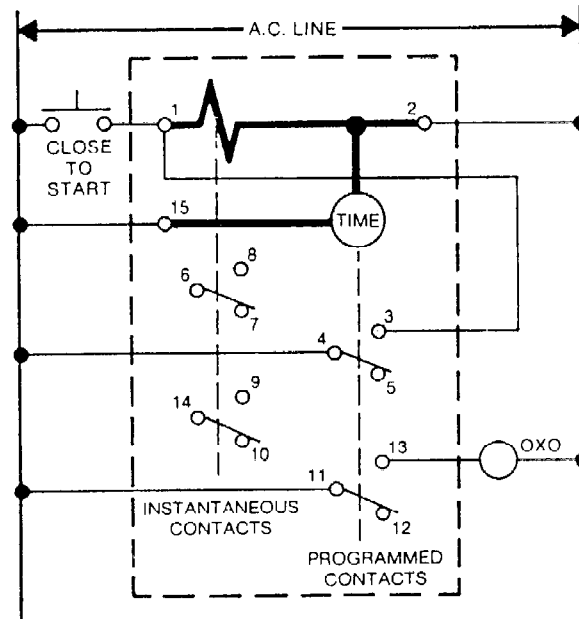 A.C. LINE
1
2
CLOSE
TO
START
15
TIME
8
6
7
3
4
5
9
14
10
13
OXO
11
12
INSTANTANEOUS
CONTACTS
PROGRAMMED
CONTACTS